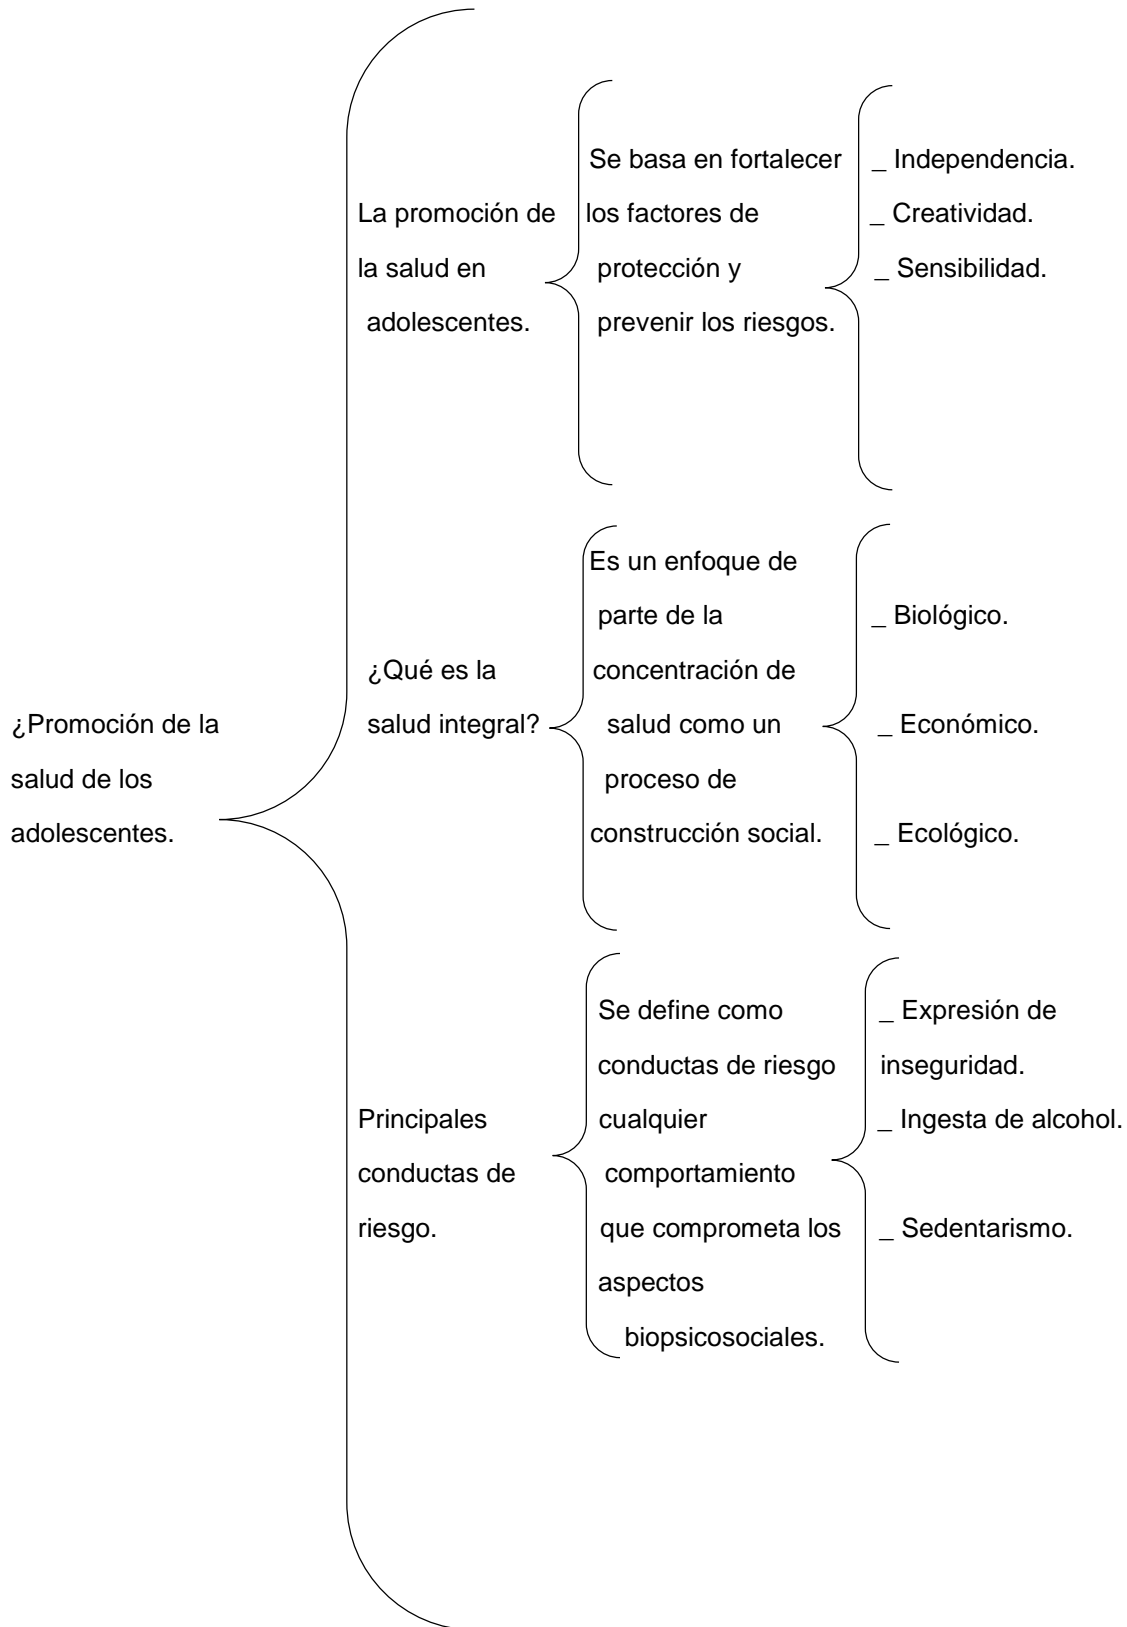 ¿Promoción de la
salud de los
adolescentes.
La promoción de
la salud en
adolescentes.
Se basa en fortalecer
los factores de
protección y
prevenir los riesgos.
_ Independencia.
_ Creatividad.
_ Sensibilidad.
¿Qué es la
salud integral?
Es un enfoque de
parte de la
concentración de
salud como un
proceso de
construcción social.
_ Biológico.
_ Económico.
_ Ecológico.
Principales
conductas de
riesgo.
Se define como
conductas de riesgo
cualquier
comportamiento
que comprometa los
aspectos
biopsicosociales.
_ Expresión de
inseguridad.
_ Ingesta de alcohol.
_ Sedentarismo.